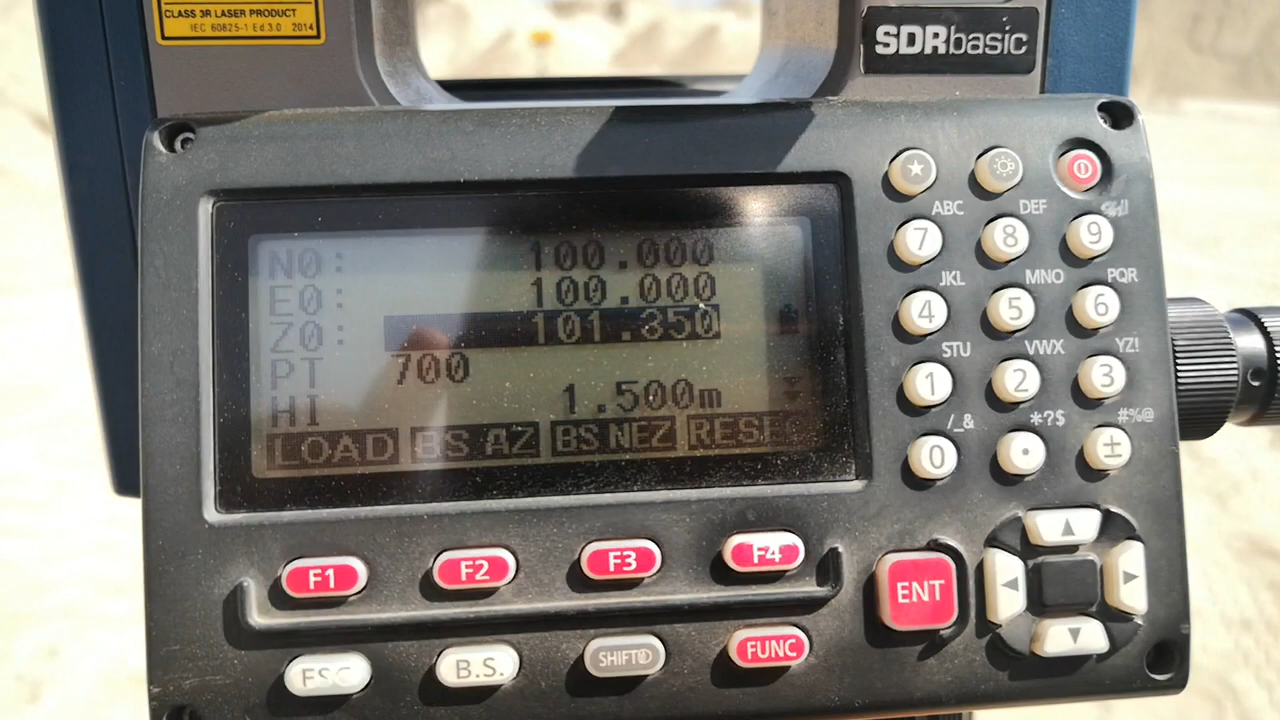 CLASS 3R LASER PRODUCT
IEC 60825-1 Ed.3.0 2014
SDRbasic
N0: 100.000
E0: 100.000
Z0: 101.350
PT 700
HI 1.500m
LOAD BS AZ BS NEZ RESEC
ABC DEF
7 8 9
JKL MNO PQR
4 5 6
STU VWX YZ!
1 2 3
/_& *?$ #%@
0 • ±
F1 F2 F3 F4
ENT
ESC B.S. SHIFT FUNC